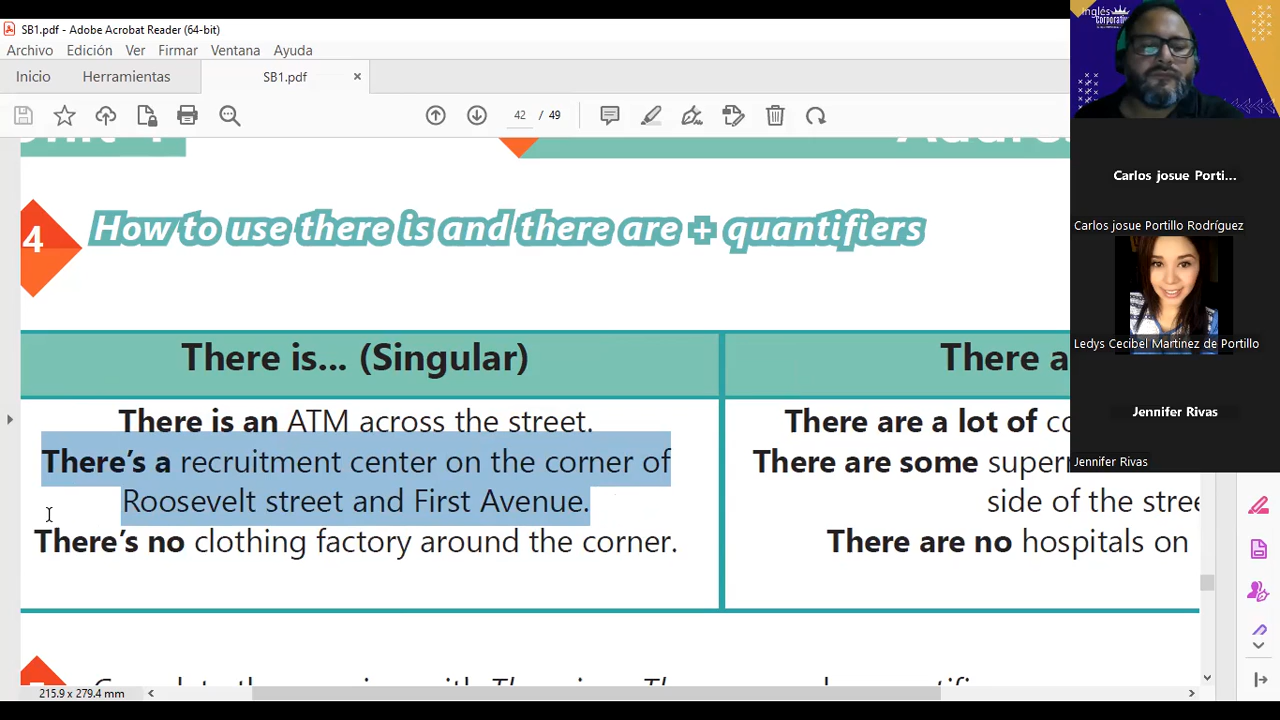 SB1.pdf - Adobe Acrobat Reader (64-bit)
Archivo Edición Ver Firmar Ventana Ayuda
Inicio Herramientas SB1.pdf ×
42 / 49
4 How to use there is and there are + quantifiers
There is... (Singular)
There is an ATM across the street.
There's a recruitment center on the corner of
Roosevelt street and First Avenue.
There's no clothing factory around the corner.
There a
There are a lot of co
There are some super
side of the stree
There are no hospitals on
215.9 x 279.4 mm
Inglés
Corporativo
Carlos josue Porti...
Carlos josue Portillo Rodríguez
Ledys Cecibel Martinez de Portillo
Jennifer Rivas
Jennifer Rivas